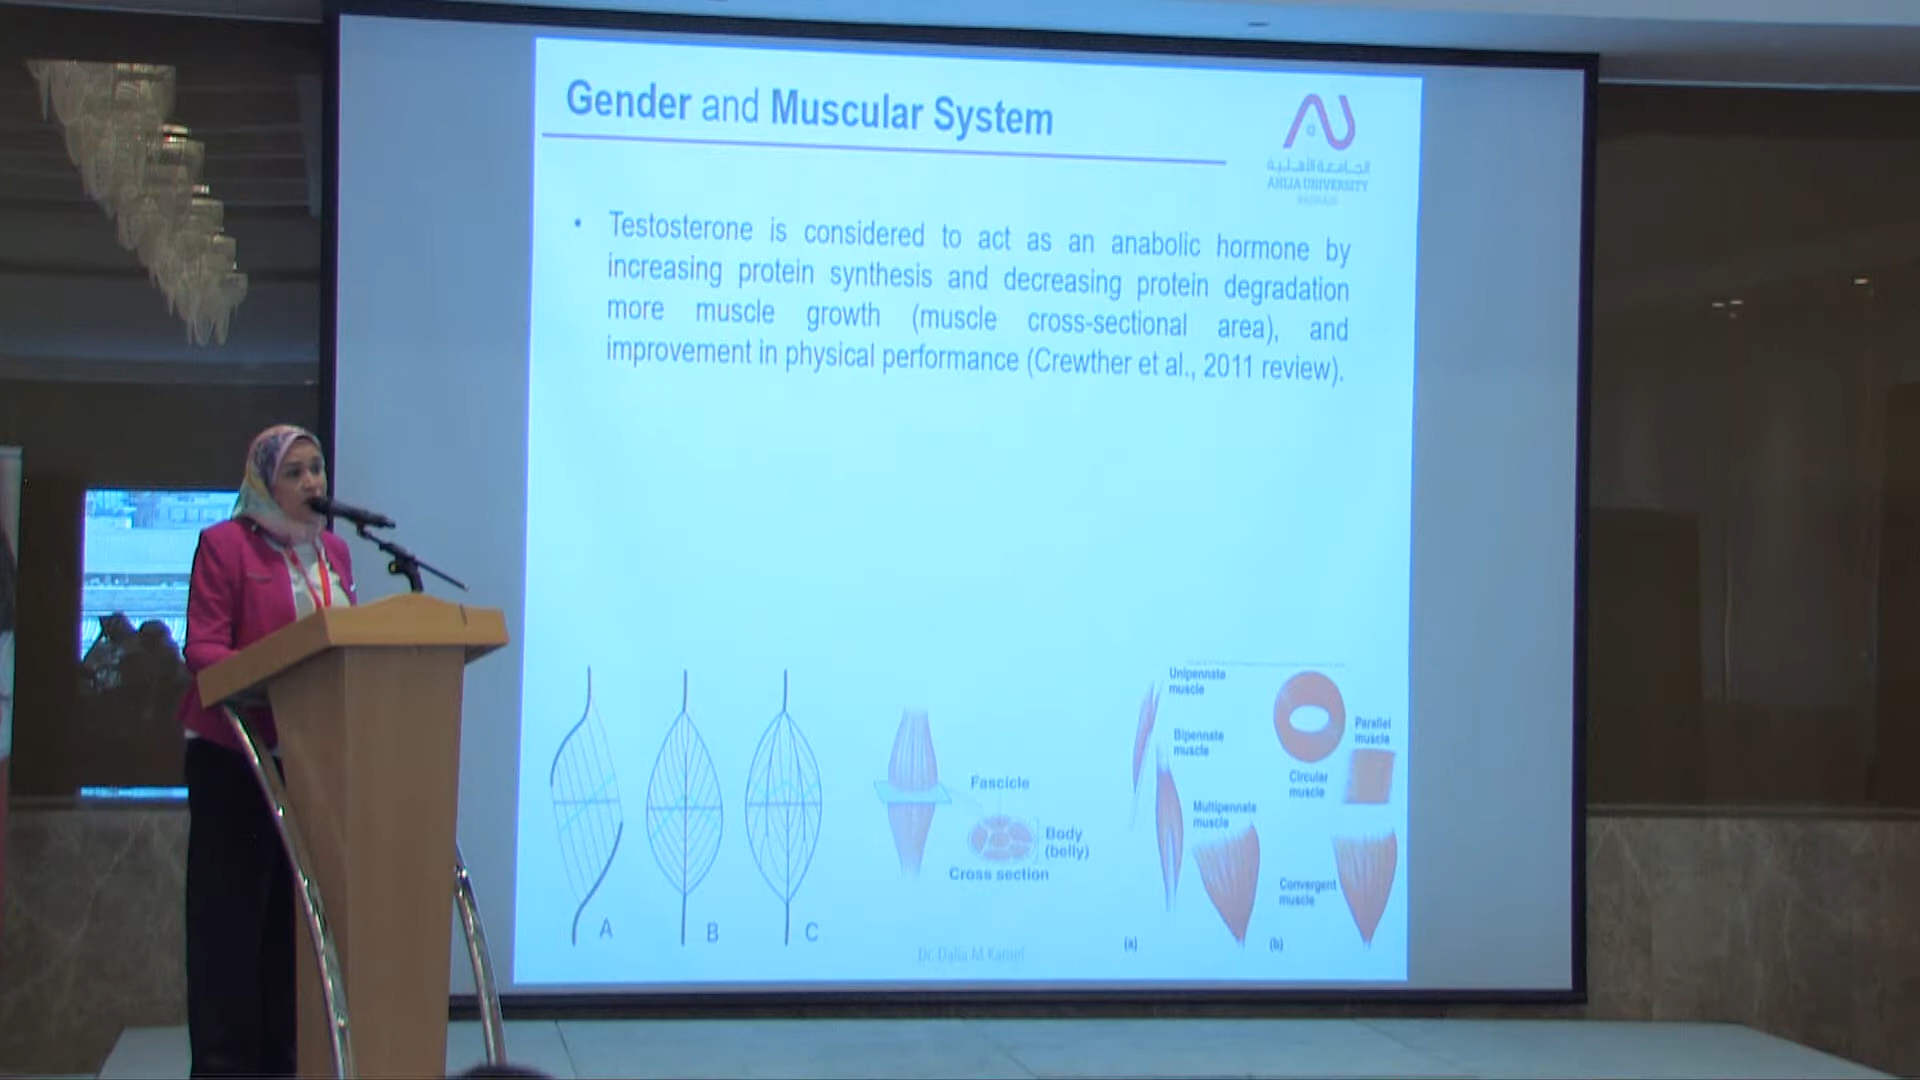 Gender and Muscular System
الجامعة الأهلية
AHLIA UNIVERSITY
BAHRAIN
• Testosterone is considered to act as an anabolic hormone by
increasing protein synthesis and decreasing protein degradation
more muscle growth (muscle cross-sectional area), and
improvement in physical performance (Crewther et al., 2011 review).
Unipennate
muscle
Bipennate
muscle
Multipennate
muscle
Circular
muscle
Parallel
muscle
Convergent
muscle
Fascicle
Body
(belly)
Cross section
A
B
C
(a)
(b)
Dr. Dalia M Kamel